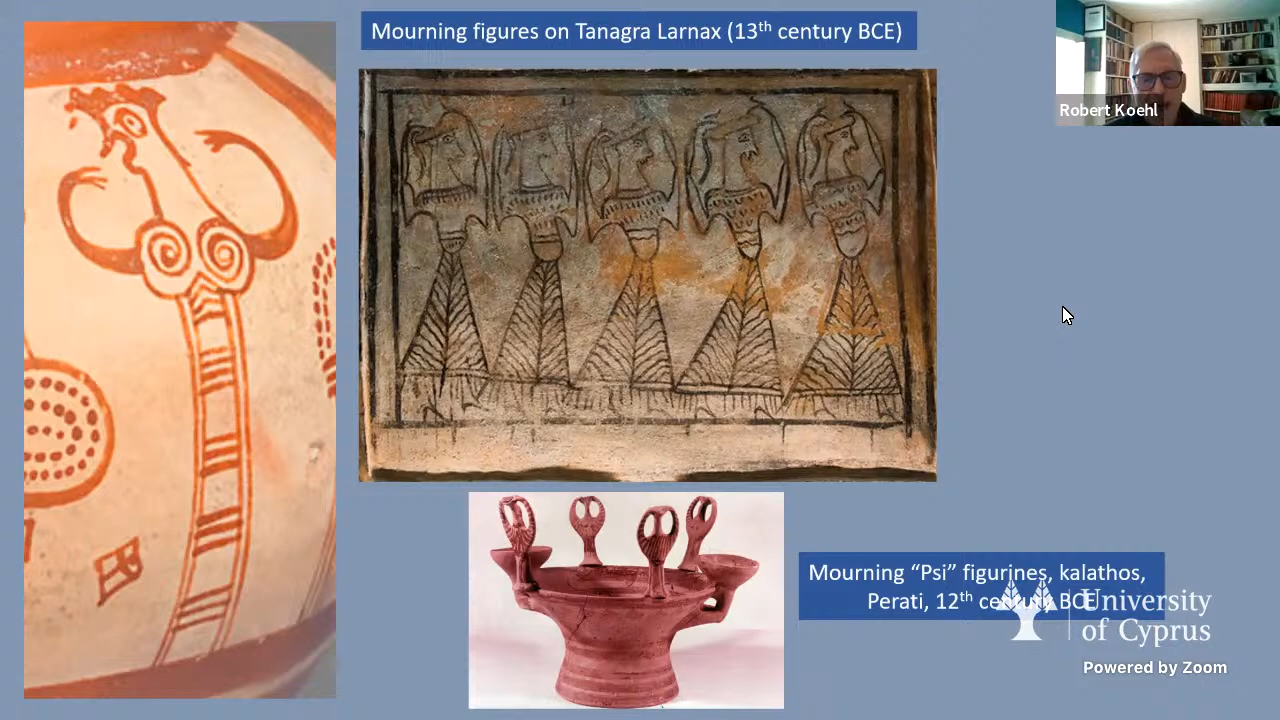 Mourning figures on Tanagra Larnax (13th century BCE)
Robert Koehl
Mourning “Psi” figurines, kalathos,
Perati, 12th century BCE
University
of Cyprus
Powered by Zoom